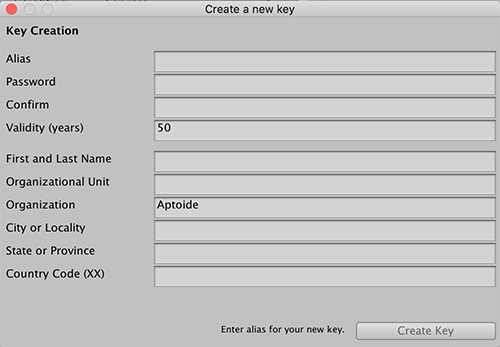 Create a new key
Key Creation
Alias
Password
Confirm
Validity (years) 50
First and Last Name
Organizational Unit
Organization Aptoide
City or Locality
State or Province
Country Code (XX)
Enter alias for your new key. Create Key